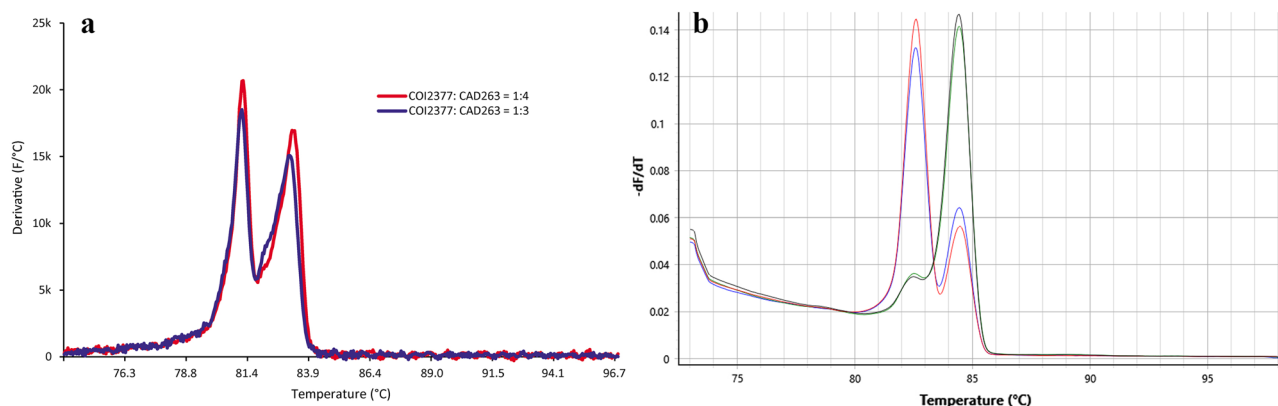 a
25k
20k
15k
10k
5k
0
Derivative (F/°C)
COI2377: CAD263 = 1:4
COI2377: CAD263 = 1:3
76.3 78.8 81.4 83.9 86.4 89.0 91.5 94.1 96.7
Temperature (°C)
b
0.14
0.12
0.1
0.08
0.06
0.04
0.02
0
-dF/dT
75 80 85 90 95
Temperature (°C)